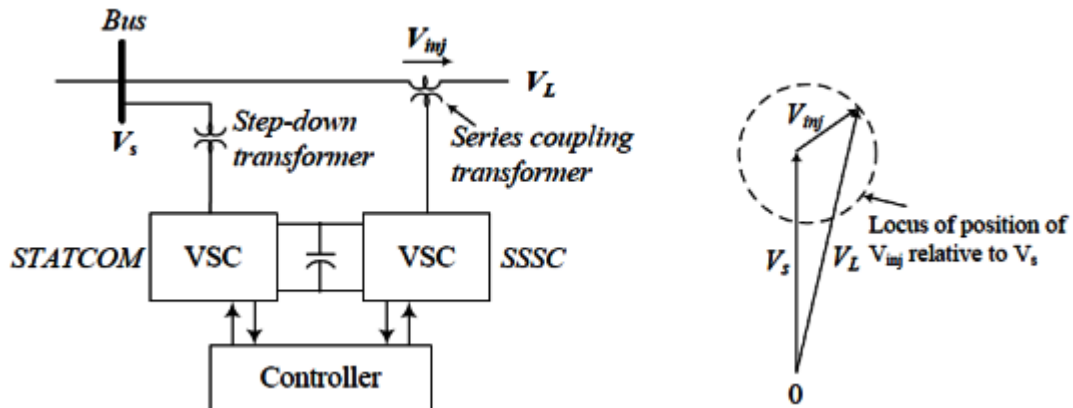 Bus
V_inj
V_L
V_s
Step-down
transformer
Series coupling
transformer
STATCOM
VSC
VSC
SSSC
Controller
V_inj
V_s
V_L
Locus of position of
V_inj relative to V_s
0